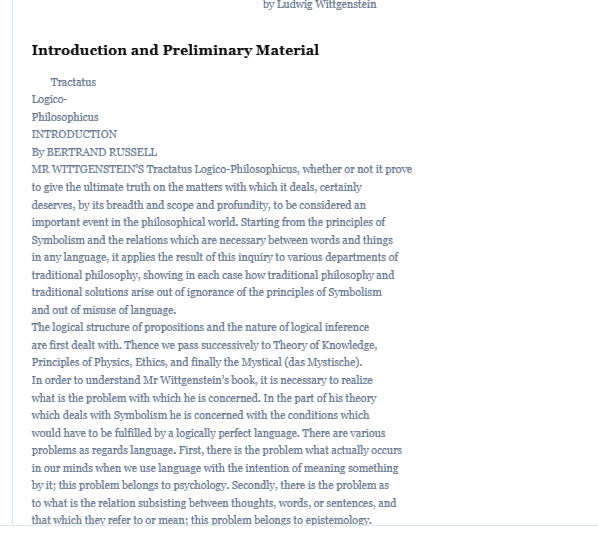 by Ludwig Wittgenstein
Introduction and Preliminary Material
Tractatus
Logico-
Philosophicus
INTRODUCTION
By BERTRAND RUSSELL
MR WITTGENSTEIN'S Tractatus Logico-Philosophicus, whether or not it prove
to give the ultimate truth on the matters with which it deals, certainly
deserves, by its breadth and scope and profundity, to be considered an
important event in the philosophical world. Starting from the principles of
Symbolism and the relations which are necessary between words and things
in any language, it applies the result of this inquiry to various departments of
traditional philosophy, showing in each case how traditional philosophy and
traditional solutions arise out of ignorance of the principles of Symbolism
and out of misuse of language.
The logical structure of propositions and the nature of logical inference
are first dealt with. Thence we pass successively to Theory of Knowledge,
Principles of Physics, Ethics, and finally the Mystical (das Mystische).
In order to understand Mr Wittgenstein's book, it is necessary to realize
what is the problem with which he is concerned. In the part of his theory
which deals with Symbolism he is concerned with the conditions which
would have to be fulfilled by a logically perfect language. There are various
problems as regards language. First, there is the problem what actually occurs
in our minds when we use language with the intention of meaning something
by it; this problem belongs to psychology. Secondly, there is the problem as
to what is the relation subsisting between thoughts, words, or sentences, and
that which they refer to or mean; this problem belongs to epistemology.